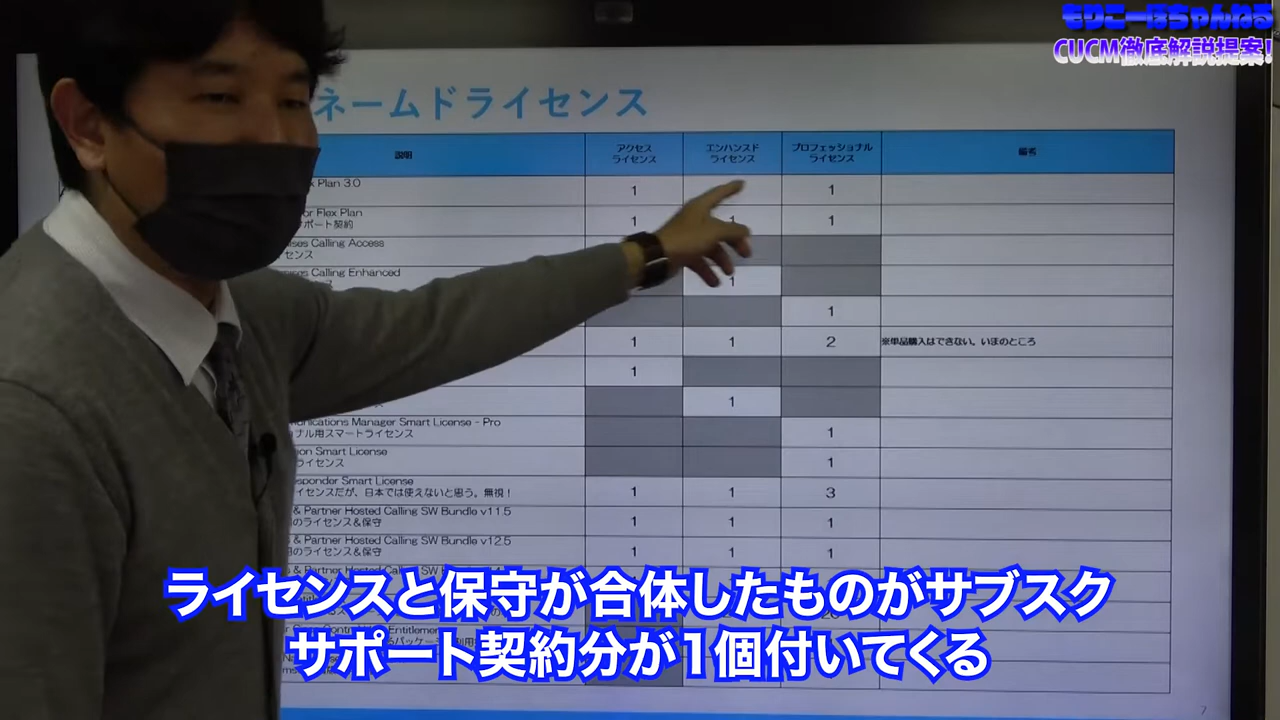 もりこーほちゃんねる
CUCM徹底解説提案!
ネームドライセンス
説明
アクセス
ライセンス
エンハンスド
ライセンス
プロフェッショナル
ライセンス
備考
Plan 3.0
1
1
or Flex Plan
ポート契約
1
1
1
Calling Access
センス
Calling Enhanced
1
1
1
1
2
※単品購入はできない。いまのところ
1
1
Communications Manager Smart License - Pro
ナル用スマートライセンス
1
Smart License
ライセンス
1
esponder Smart License
イセンスだが、日本では使えないと思う。無視！
1
1
3
& Partner Hosted Calling SW Bundle v11.5
のライセンス&保守
1
1
1
& Partner Hosted Calling SW Bundle v12.5
のライセンス&保守
1
1
1
& Partner Hosted Calling SW
ライセンスと保守が合体したものがサブスク
サポート契約分が1個付いてくる
Entitlement
7